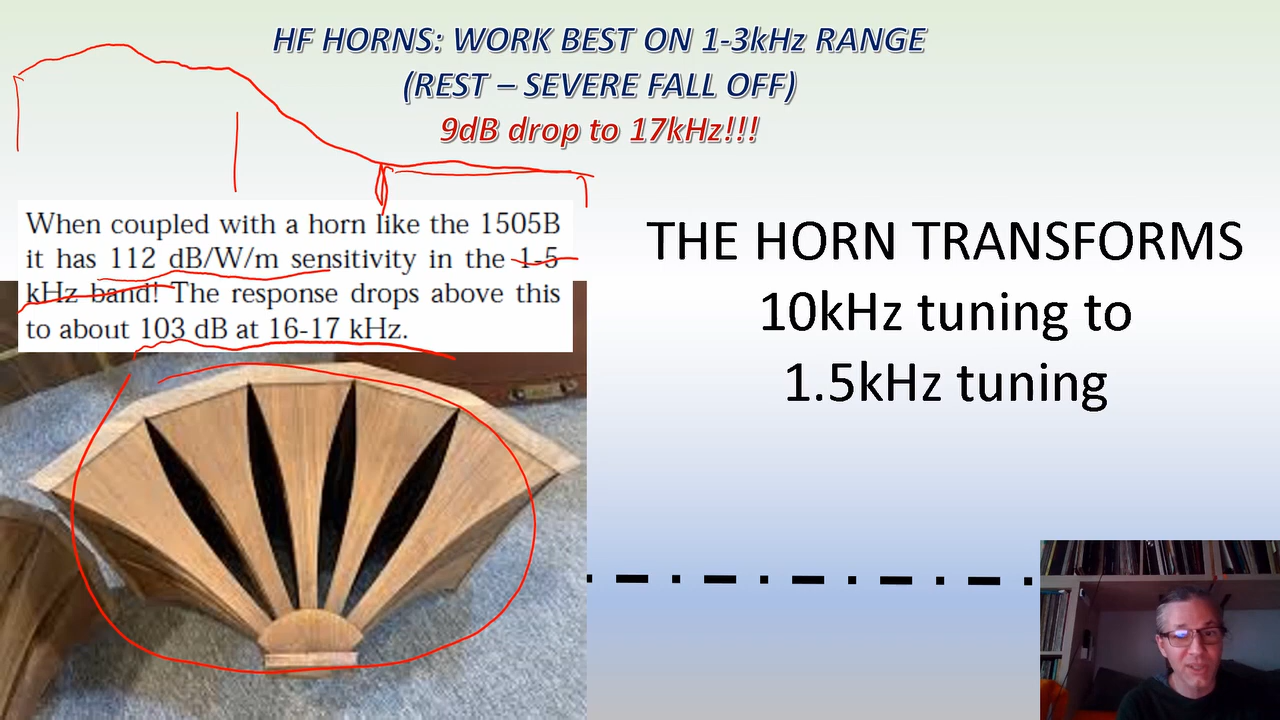 HF HORNS: WORK BEST ON 1-3kHz RANGE
(REST – SEVERE FALL OFF)
9dB drop to 17kHz!!!
When coupled with a horn like the 1505B
it has 112 dB/W/m sensitivity in the 1-5
kHz band! The response drops above this
to about 103 dB at 16-17 kHz.
THE HORN TRANSFORMS
10kHz tuning to
1.5kHz tuning